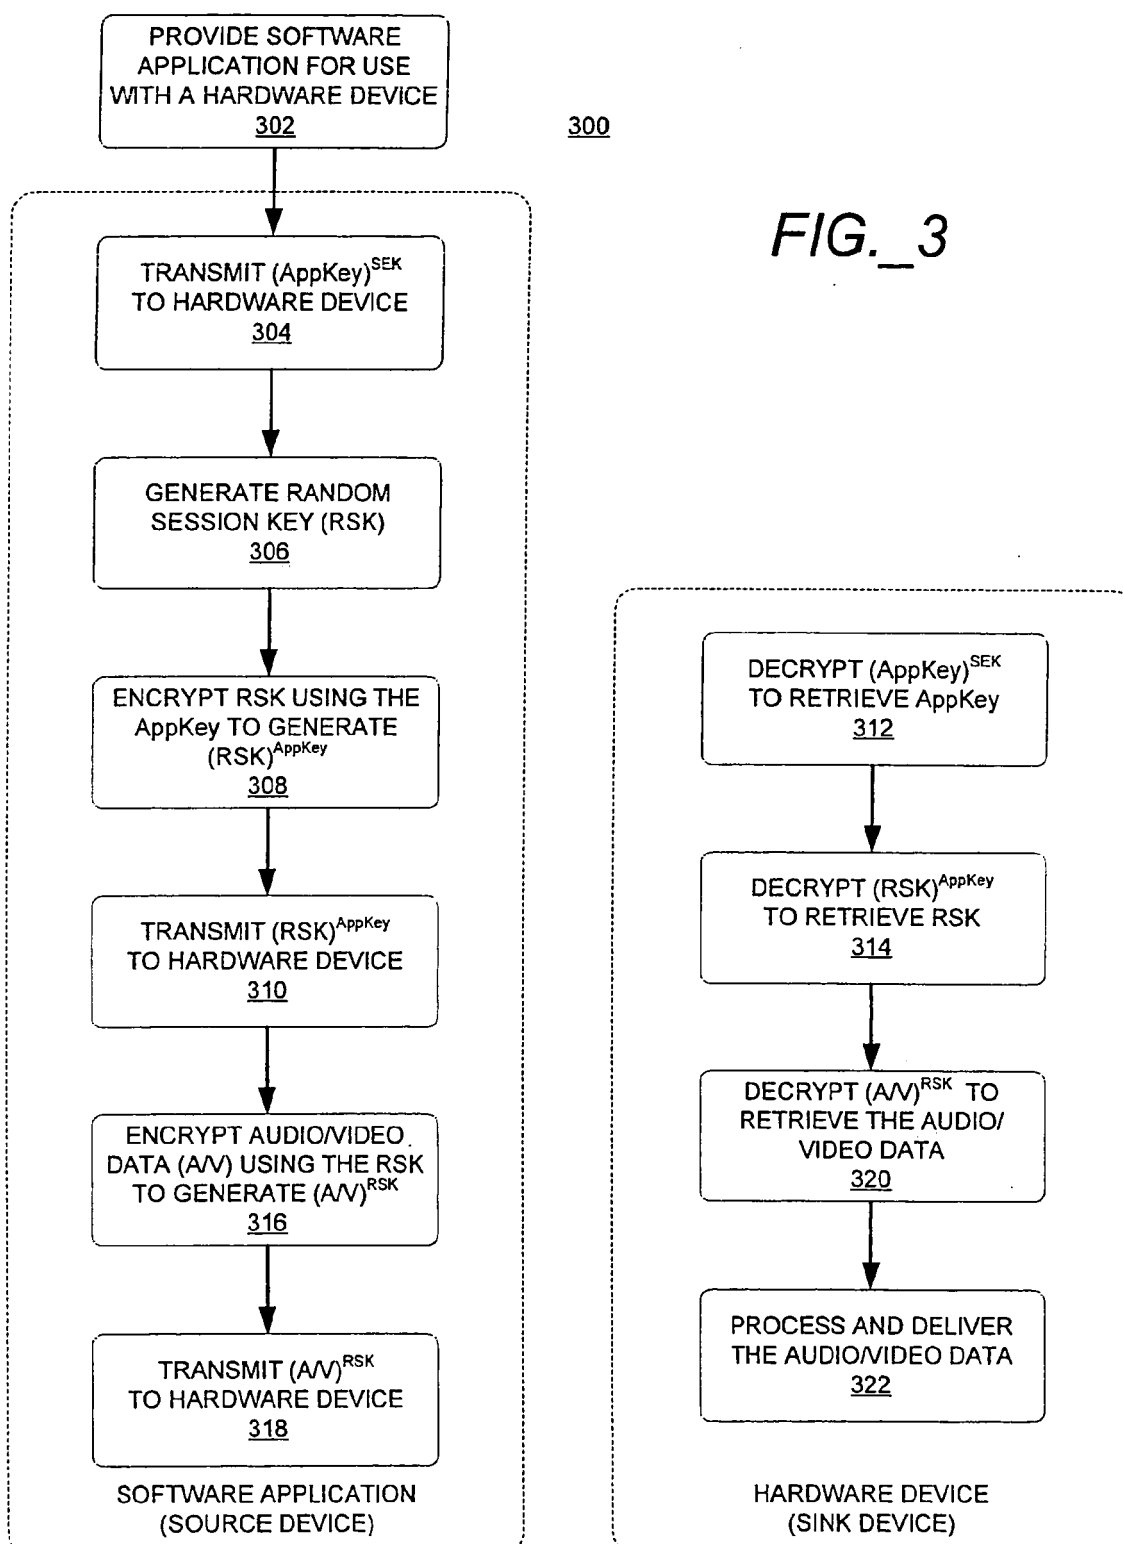 PROVIDE SOFTWARE
APPLICATION FOR USE
WITH A HARDWARE DEVICE
302
300
FIG._3
TRANSMIT (AppKey)^SEK
TO HARDWARE DEVICE
304
GENERATE RANDOM
SESSION KEY (RSK)
306
ENCRYPT RSK USING THE
AppKey TO GENERATE
(RSK)^AppKey
308
TRANSMIT (RSK)^AppKey
TO HARDWARE DEVICE
310
ENCRYPT AUDIO/VIDEO
DATA (A/V) USING THE RSK
TO GENERATE (A/V)^RSK
316
TRANSMIT (A/V)^RSK
TO HARDWARE DEVICE
318
SOFTWARE APPLICATION
(SOURCE DEVICE)
DECRYPT (AppKey)^SEK
TO RETRIEVE AppKey
312
DECRYPT (RSK)^AppKey
TO RETRIEVE RSK
314
DECRYPT (A/V)^RSK TO
RETRIEVE THE AUDIO/
VIDEO DATA
320
PROCESS AND DELIVER
THE AUDIO/VIDEO DATA
322
HARDWARE DEVICE
(SINK DEVICE)